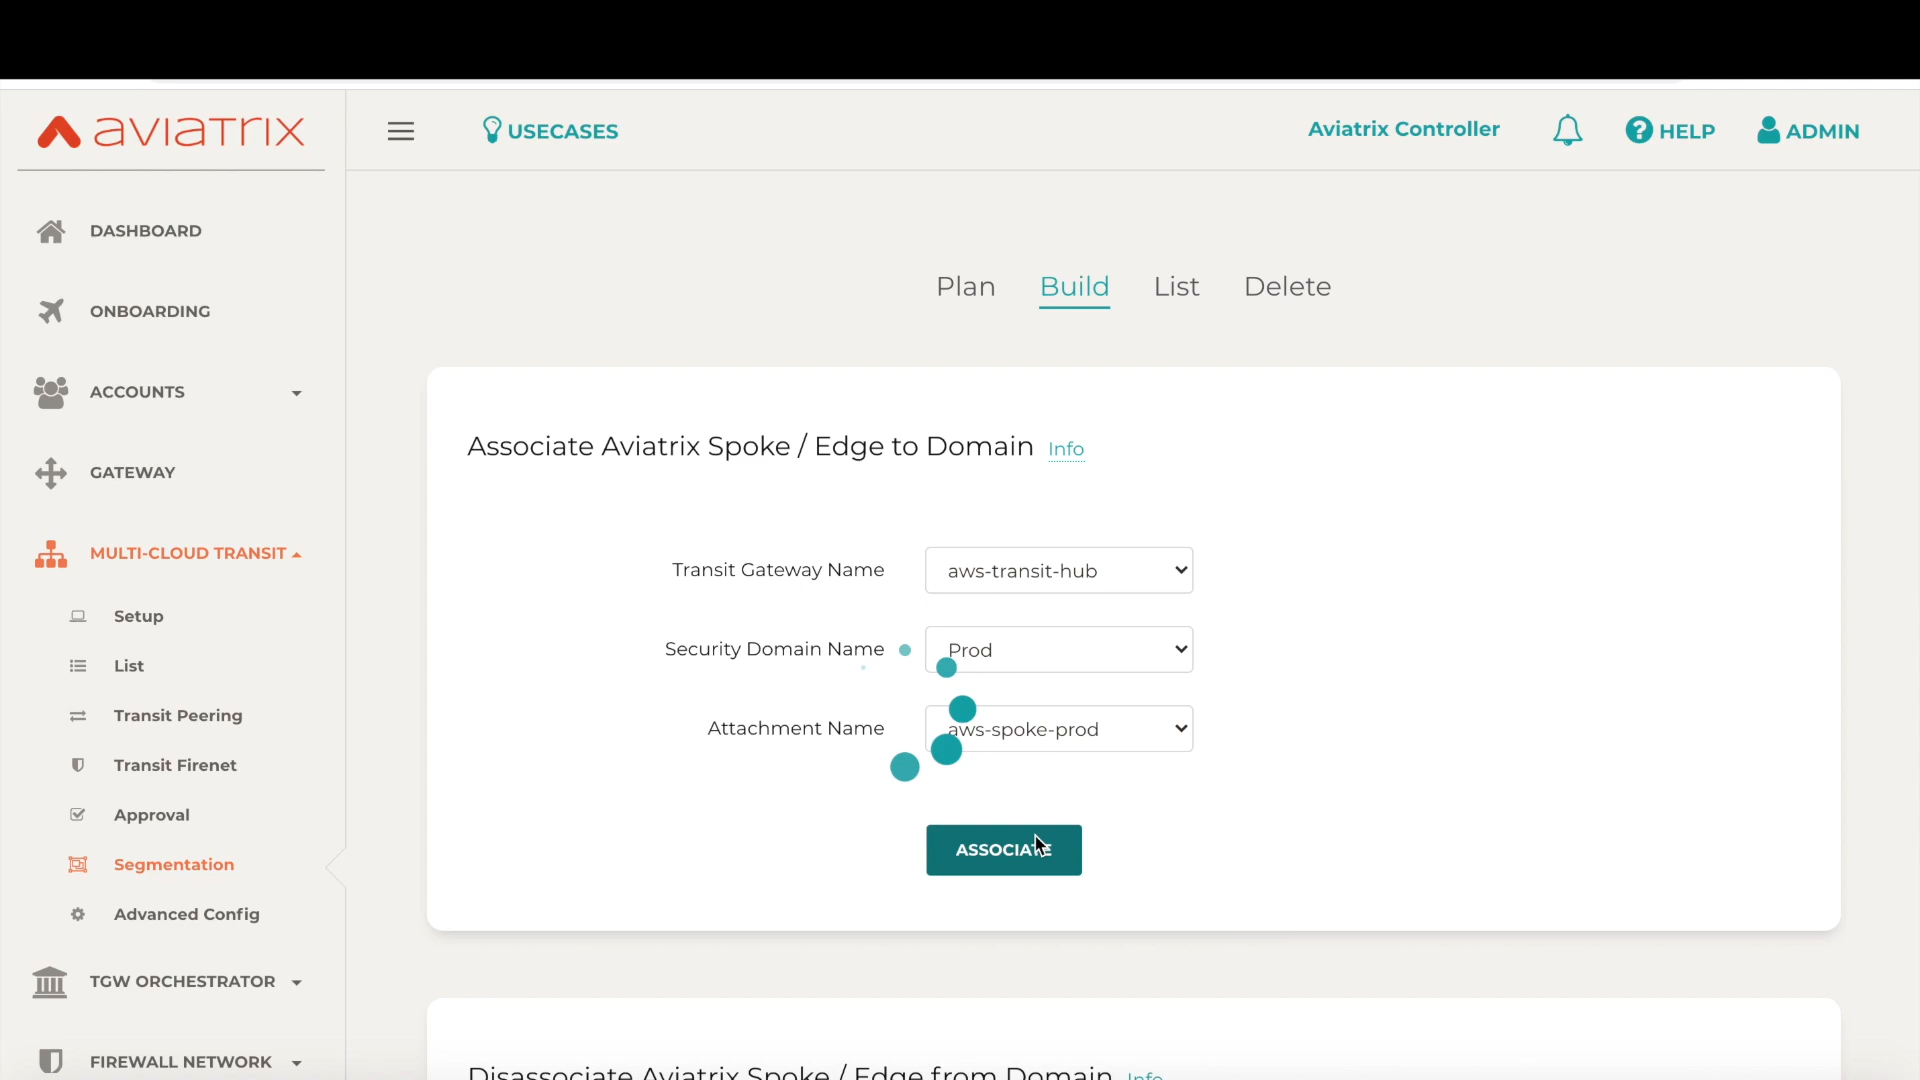 aviatrix
USECASES
Aviatrix Controller
HELP
ADMIN
DASHBOARD
ONBOARDING
ACCOUNTS
GATEWAY
MULTI-CLOUD TRANSIT
Setup
List
Transit Peering
Transit Firenet
Approval
Segmentation
Advanced Config
TGW ORCHESTRATOR
FIREWALL NETWORK
Plan Build List Delete
Associate Aviatrix Spoke / Edge to Domain Info
Transit Gateway Name aws-transit-hub
Security Domain Name Prod
Attachment Name aws-spoke-prod
ASSOCIATE
Disassociate Aviatrix Spoke / Edge from Domain Info